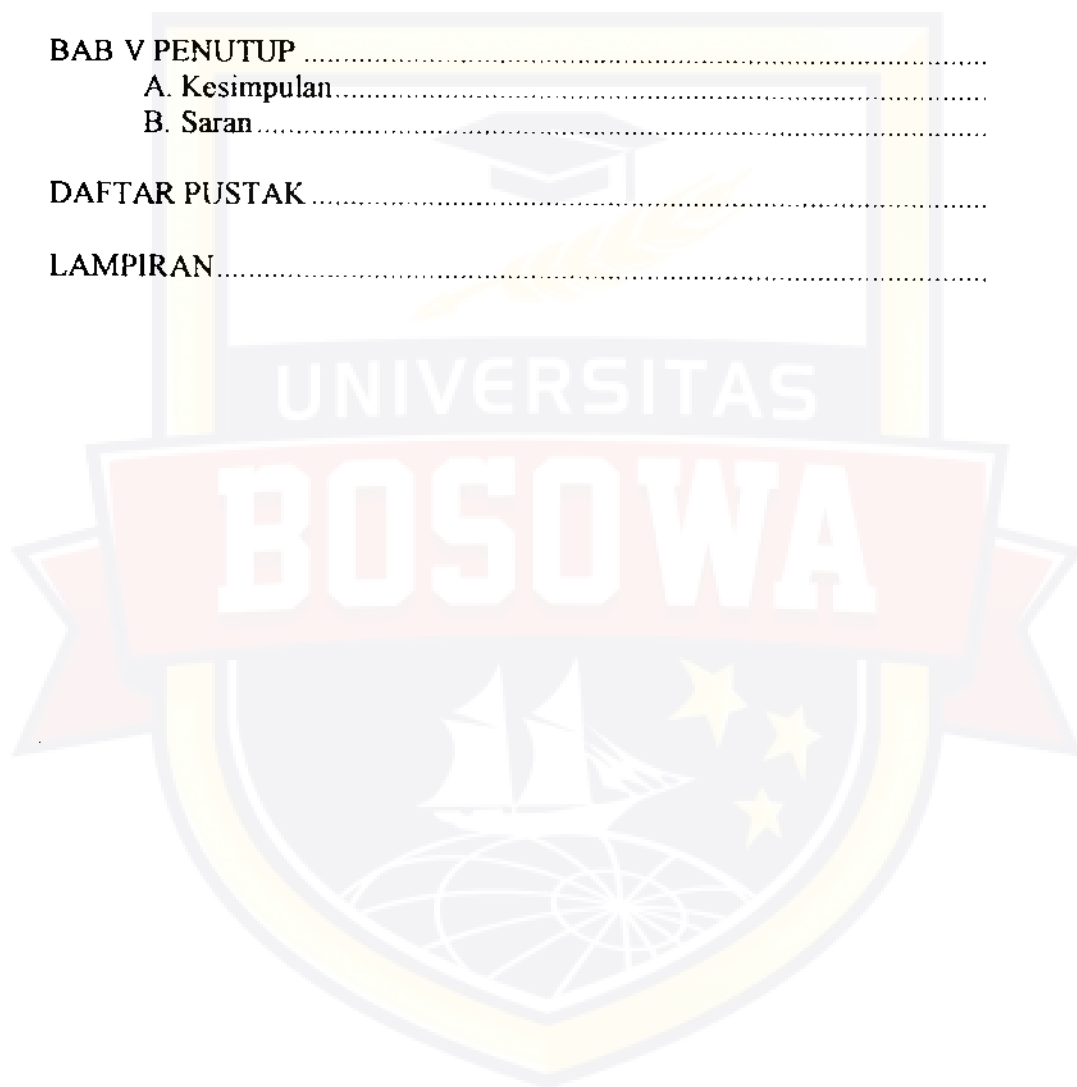 BAB V PENUTUP ........................................................................
A. Kesimpulan........................................................................
B. Saran........................................................................
DAFTAR PUSTAK ........................................................................
LAMPIRAN........................................................................
UNIVERSITAS
BOSOWA